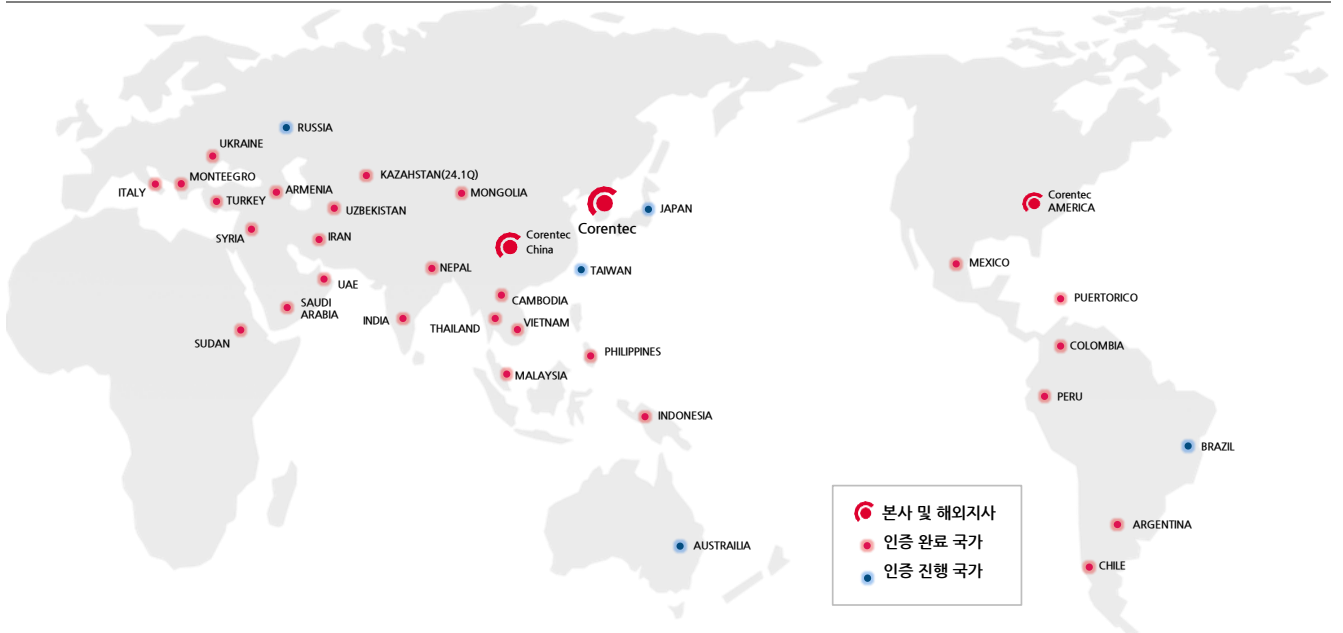 RUSSIA
UKRAINE
MONTEEGRO
ITALY
TURKEY
ARMENIA
KAZAHSTAN(24.1Q)
MONGOLIA
UZBEKISTAN
SYRIA
IRAN
Corentec
Corentec
China
JAPAN
NEPAL
TAIWAN
UAE
SAUDI
ARABIA
CAMBODIA
INDIA
THAILAND
VIETNAM
SUDAN
PHILIPPINES
MALAYSIA
INDONESIA
AUSTRAILIA
Corentec
AMERICA
MEXICO
PUERTORICO
COLOMBIA
PERU
BRAZIL
ARGENTINA
CHILE
본사 및 해외지사
인증 완료 국가
인증 진행 국가